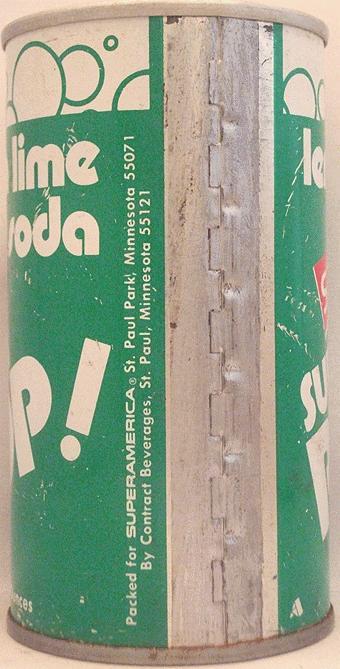 lime
soda
p!
Packed for SUPERAMERICA® St. Paul Park, Minnesota 55071
By Contract Beverages, St. Paul, Minnesota 55121
le
su